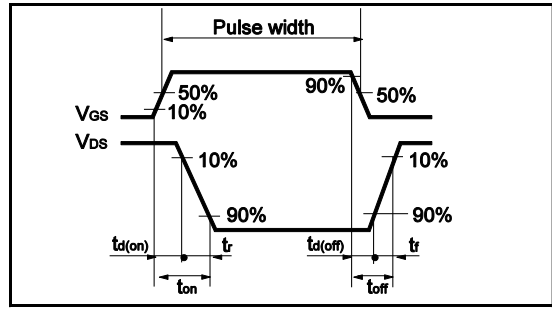 Pulse width
90%
50%
50%
10%
VGS
VDS
10%
10%
90%
90%
td(on)
tr
td(off)
tf
ton
toff